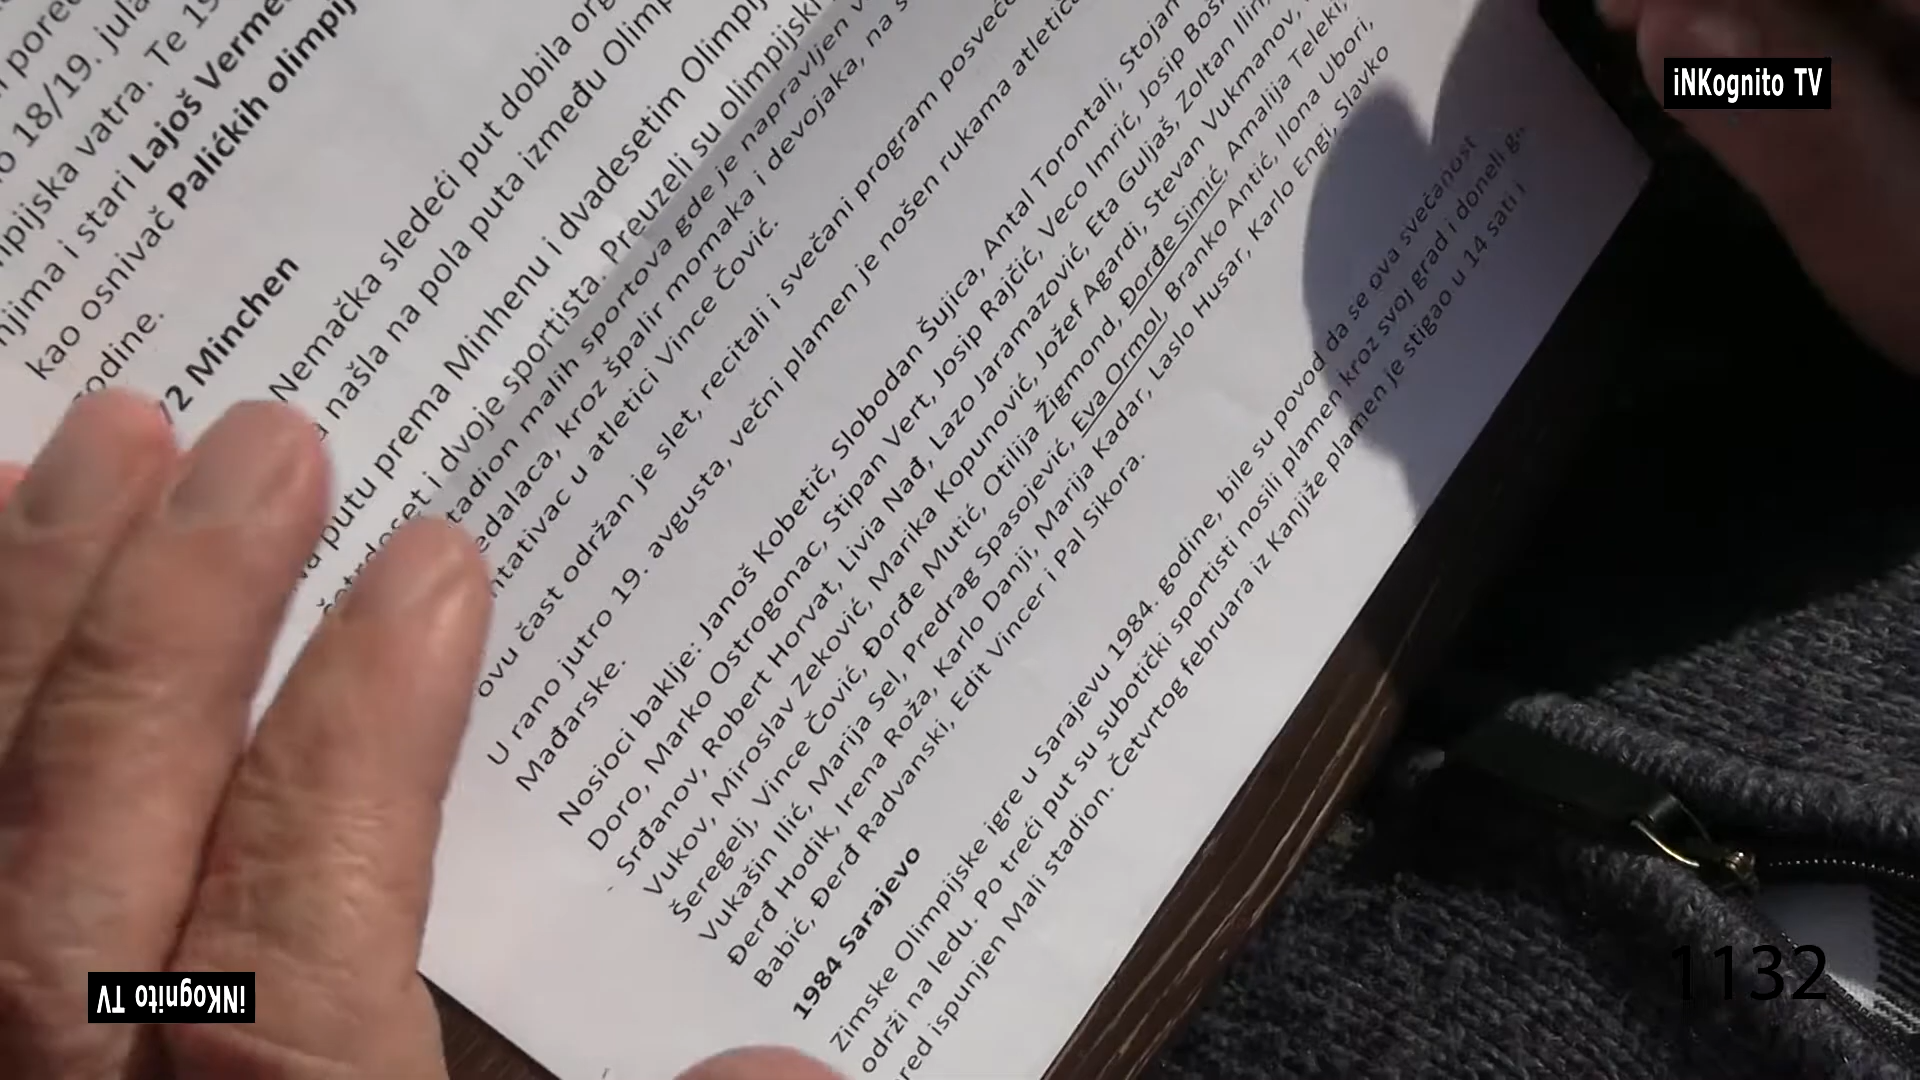 18/19. jula
mpijska vatra. Te 19
njima i stari Lajoš Vermeš
kao osnivač Palićkih olimpij
godine.
72 Minchen
Nemačka sledeći put dobila org
našla na pola puta između Olimp
putu prema Minhenu i dvadesetim Olimpij
četrdeset i dvoje sportista. Preuzeli su olimpijski
stadion malih sportova gde je napravljen
edalaca, kroz špalir momaka i devojaka, na s
ntativac u atletici Vince Čović.
ovu čast održan je slet, recitali i svečani program posveće
U rano jutro 19. avgusta, večni plamen je nošen rukama atletiča
Mađarske.
Nosioci baklje: Janoš Kobetič, Slobodan Šujica, Antal Torontali, Stojan
Doro, Marko Ostrogonac, Stipan Vert, Josip Rajčić, Veco Imrić, Josip Bos
Srđanov, Robert Horvat, Livia Nađ, Lazo Jaramazović, Eta Guljaš, Zoltan Ilin,
Vukov, Miroslav Zeković, Marika Kopunović, Jožef Agardi, Stevan Vukmanov,
Šeregelj, Vince Čović, Đorđe Mutić, Otilija Žigmond, Đorđe Simić, Amalija Teleki,
Vukašin Ilić, Marija Sel, Predrag Spasojević, Eva Ormol, Branko Antić, Ilona Ubori,
Đerđ Hodik, Irena Roža, Karlo Danji, Marija Kadar, Laslo Husar, Karlo Engi, Slavko
Babić, Đerđ Radvanski, Edit Vincer i Pal Sikora.
1984 Sarajevo
Zimske Olimpijske igre u Sarajevu 1984. godine, bile su povod da se ova svečanost
održi na ledu. Po treći put su subotički sportisti nosili plamen kroz svoj grad i doneli g
red ispunjen Mali stadion. Četvrtog februara iz Kanjiže plamen je stigao u 14 sati i
iNKognito TV
iNKognito TV
1132